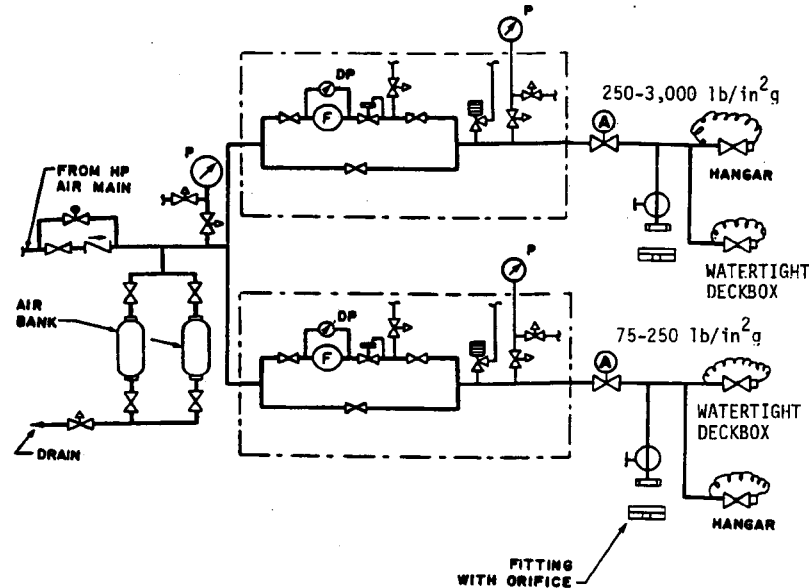 P
DP
F
250-3,000 lb/in²g
A
HANGAR
FROM HP
AIR MAIN
P
WATERTIGHT
DECKBOX
P
AIR
BANK
DP
F
75-250 lb/in²g
A
WATERTIGHT
DECKBOX
DRAIN
HANGAR
FITTING
WITH ORIFICE